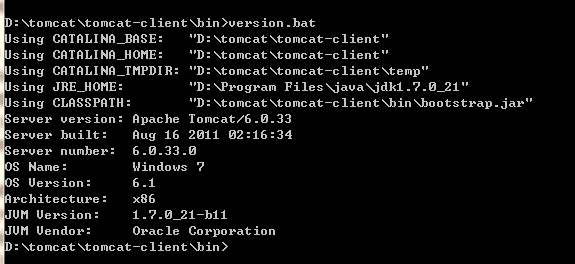 D:\tomcat\tomcat-client\bin>version.bat
Using CATALINA_BASE:   "D:\tomcat\tomcat-client"
Using CATALINA_HOME:   "D:\tomcat\tomcat-client"
Using CATALINA_TMPDIR: "D:\tomcat\tomcat-client\temp"
Using JRE_HOME:        "D:\Program Files\java\jdk1.7.0_21"
Using CLASSPATH:       "D:\tomcat\tomcat-client\bin\bootstrap.jar"
Server version: Apache Tomcat/6.0.33
Server built:   Aug 16 2011 02:16:34
Server number:  6.0.33.0
OS Name:        Windows 7
OS Version:     6.1
Architecture:   x86
JVM Version:    1.7.0_21-b11
JVM Vendor:     Oracle Corporation
D:\tomcat\tomcat-client\bin>